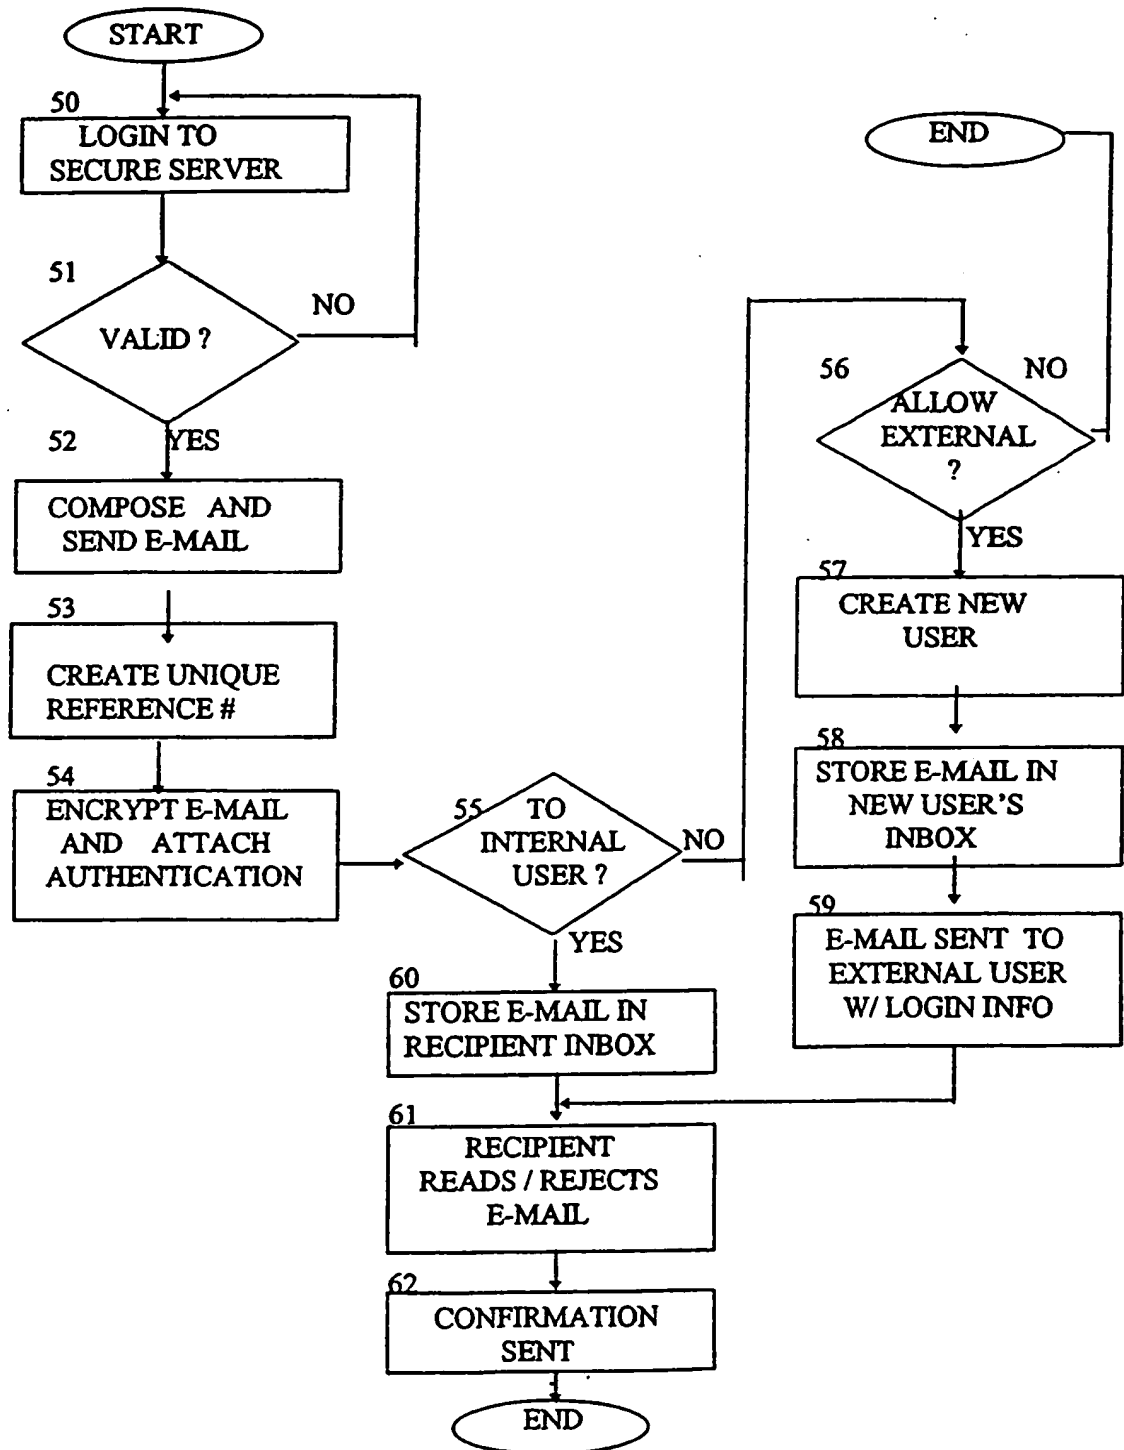 START
50
LOGIN TO
SECURE SERVER
51
VALID ?
NO
YES
52
COMPOSE AND
SEND E-MAIL
53
CREATE UNIQUE
REFERENCE #
54
ENCRYPT E-MAIL
AND ATTACH
AUTHENTICATION
55
TO
INTERNAL
USER ?
NO
YES
END
56
NO
ALLOW
EXTERNAL
?
YES
57
CREATE NEW
USER
58
STORE E-MAIL IN
NEW USER'S
INBOX
59
E-MAIL SENT TO
EXTERNAL USER
W/ LOGIN INFO
60
STORE E-MAIL IN
RECIPIENT INBOX
61
RECIPIENT
READS / REJECTS
E-MAIL
62
CONFIRMATION
SENT
END